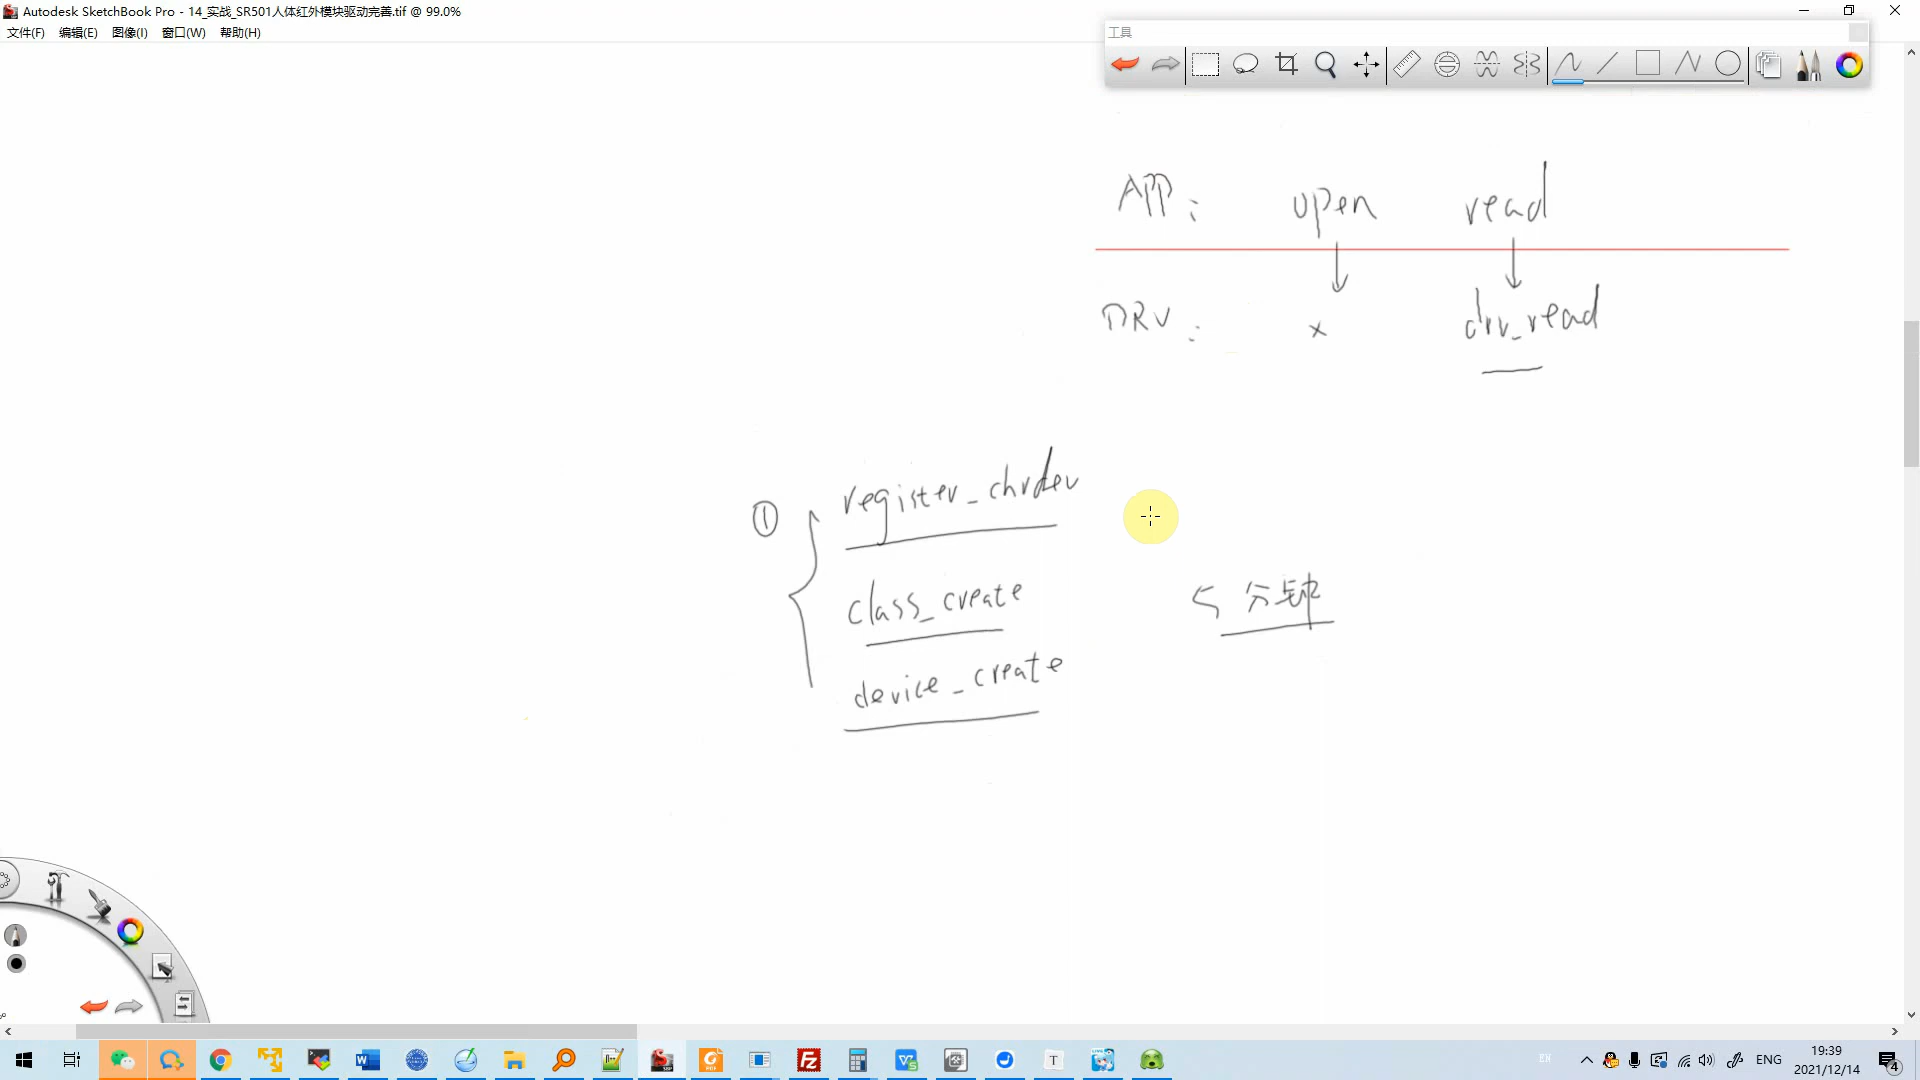 Autodesk SketchBook Pro - 14_实战_SR501人体红外模块驱动完善.tif @ 99.0%
文件(F) 编辑(E) 图像(I) 窗口(W) 帮助(H)
工具
APP: open read
DRV: x drv_read
① register_chrdev
class_create
5 分钟
device_create
ENG
19:39
2021/12/14